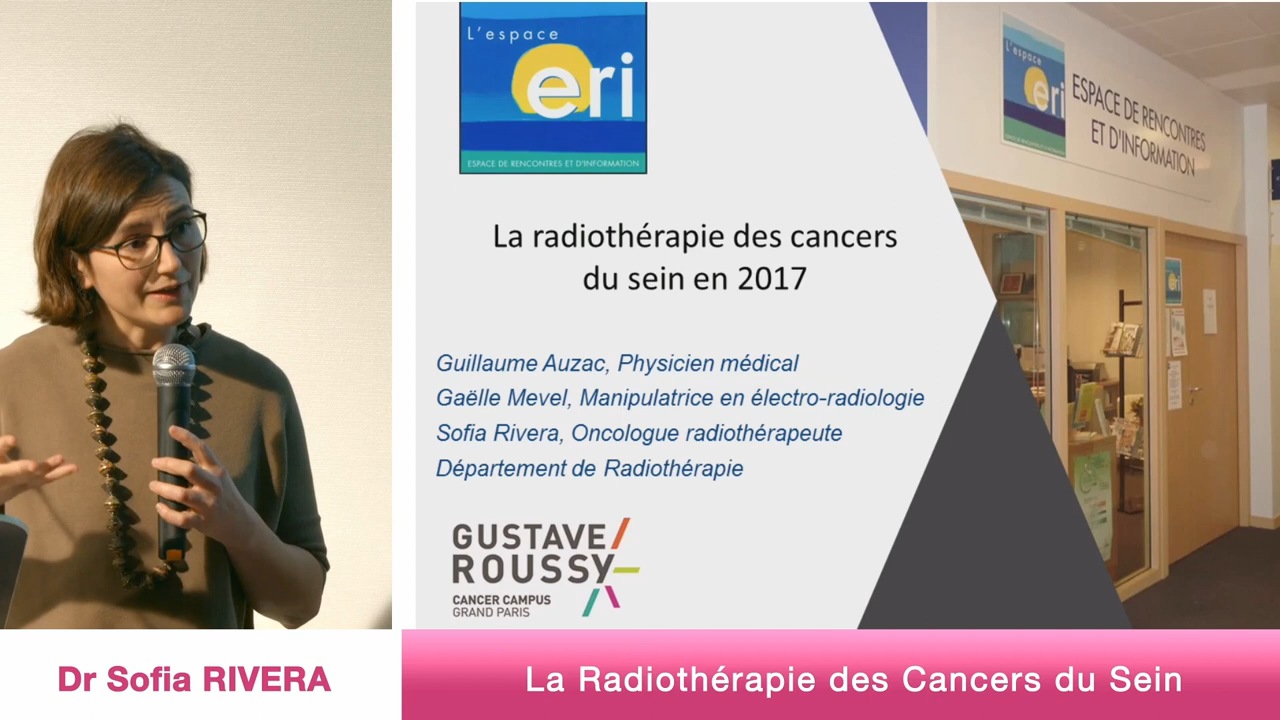 L'espace
eri
ESPACE DE RENCONTRES ET D'INFORMATION
La radiothérapie des cancers
du sein en 2017
Guillaume Auzac, Physicien médical
Gaëlle Mevel, Manipulatrice en électro-radiologie
Sofia Rivera, Oncologue radiothérapeute
Département de Radiothérapie
GUSTAVE
ROUSSY
CANCER CAMPUS
GRAND PARIS
L'espace
eri
ESPACE DE RENCONTRES
ET D'INFORMATION
eri
Dr Sofia RIVERA
La Radiothérapie des Cancers du Sein